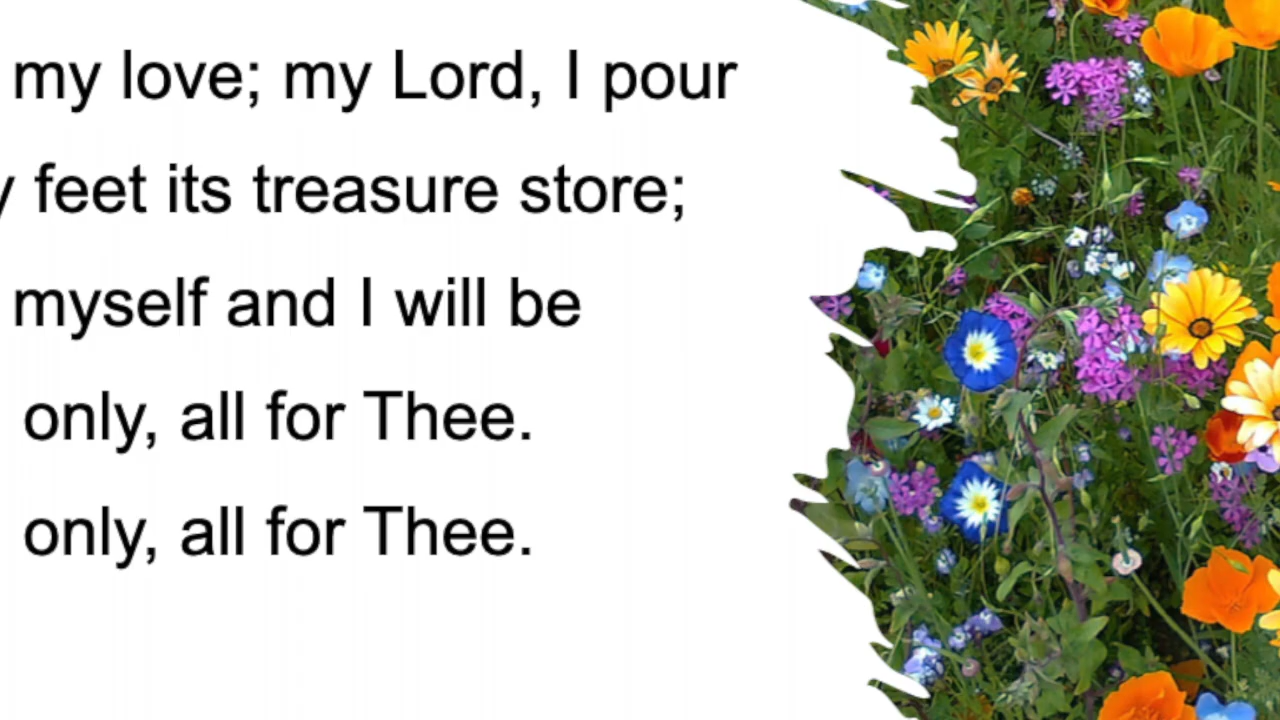 my love; my Lord, I pour
feet its treasure store;
myself and I will be
only, all for Thee.
only, all for Thee.